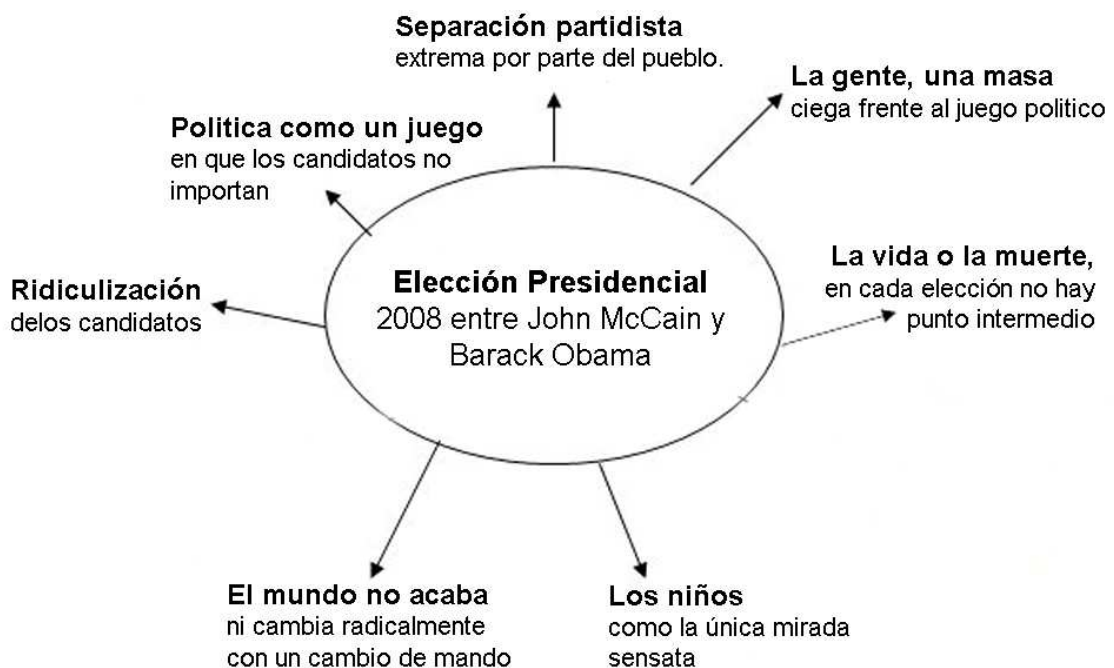 Separación partidista
extrema por parte del pueblo.
La gente, una masa
ciega frente al juego politico
Politica como un juego
en que los candidatos no
importan
La vida o la muerte,
en cada elección no hay
punto intermedio
Elección Presidencial
2008 entre John McCain y
Barack Obama
Ridiculización
delos candidatos
El mundo no acaba
ni cambia radicalmente
con un cambio de mando
Los niños
como la única mirada
sensata